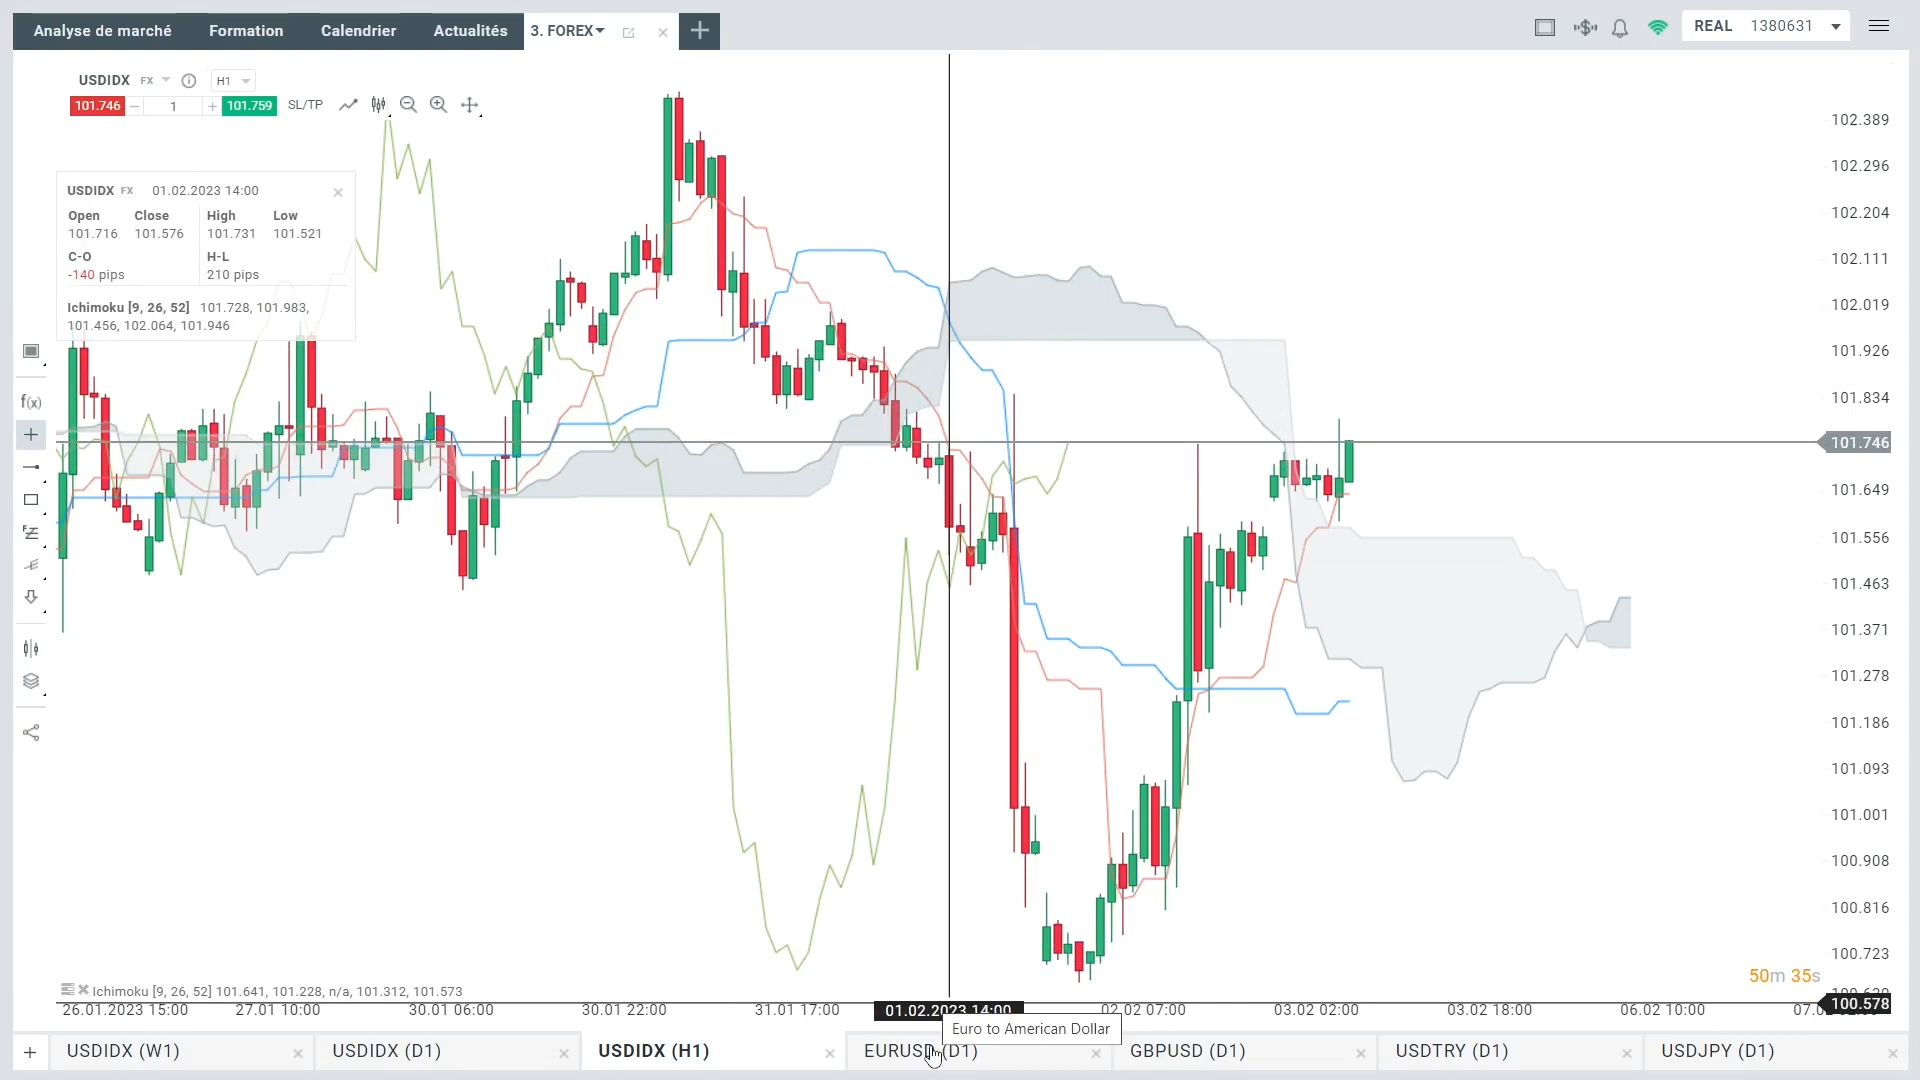 Analyse de marché Formation Calendrier Actualités 3. FOREX REAL 1380631
USDIDX FX H1
101.746 1 101.759 SL/TP
USDIDX FX 01.02.2023 14:00
Open Close High Low
101.716 101.576 101.731 101.521
C-O H-L
-140 pips 210 pips
Ichimoku [9, 26, 52] 101.728, 101.983,
101.456, 102.064, 101.946
f(x)
102.389
102.296
102.204
102.111
102.019
101.926
101.834
101.746
101.649
101.556
101.463
101.371
101.278
101.186
101.093
101.001
100.908
100.816
100.723
50m 35s
100.578
Ichimoku [9, 26, 52] 101.641, 101.228, n/a, 101.312, 101.573
26.01.2023 15:00 27.01 10:00 30.01 06:00 30.01 22:00 31.01 17:00 01.02.2023 14:00 02.02 07:00 03.02 02:00 03.02 18:00 06.02 10:00
Euro to American Dollar
USDIDX (W1) USDIDX (D1) USDIDX (H1) EURUSD (D1) GBPUSD (D1) USDTRY (D1) USDJPY (D1)